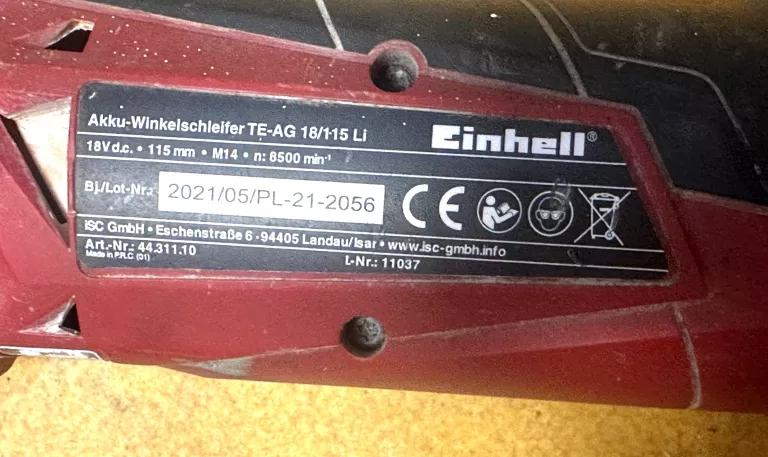 Akku-Winkelschleifer TE-AG 18/115 Li
Einhell®
18V d.c. • 115 mm • M14 • n: 8500 min⁻¹
Bj./Lot-Nr.: 2021/05/PL-21-2056
CE
ISC GmbH • Eschenstraße 6 • 94405 Landau/Isar • www.isc-gmbh.info
Art.-Nr.: 44.311.10
I.-Nr.: 11037
Made in P.R.C. (01)